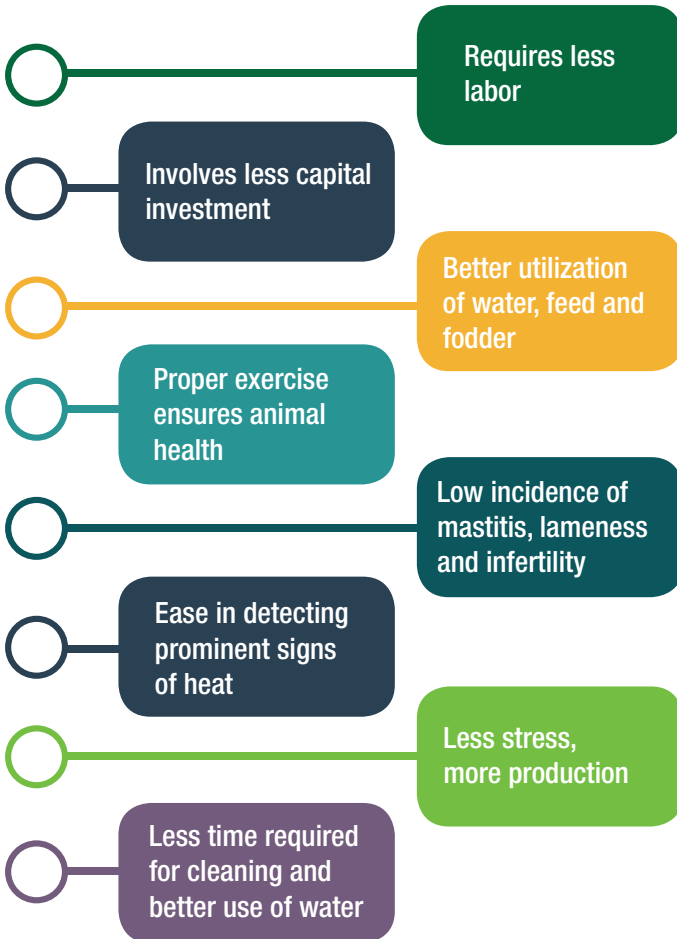 Requires less
labor
Involves less capital
investment
Better utilization
of water, feed and
fodder
Proper exercise
ensures animal
health
Low incidence of
mastitis, lameness
and infertility
Ease in detecting
prominent signs
of heat
Less stress,
more production
Less time required
for cleaning and
better use of water